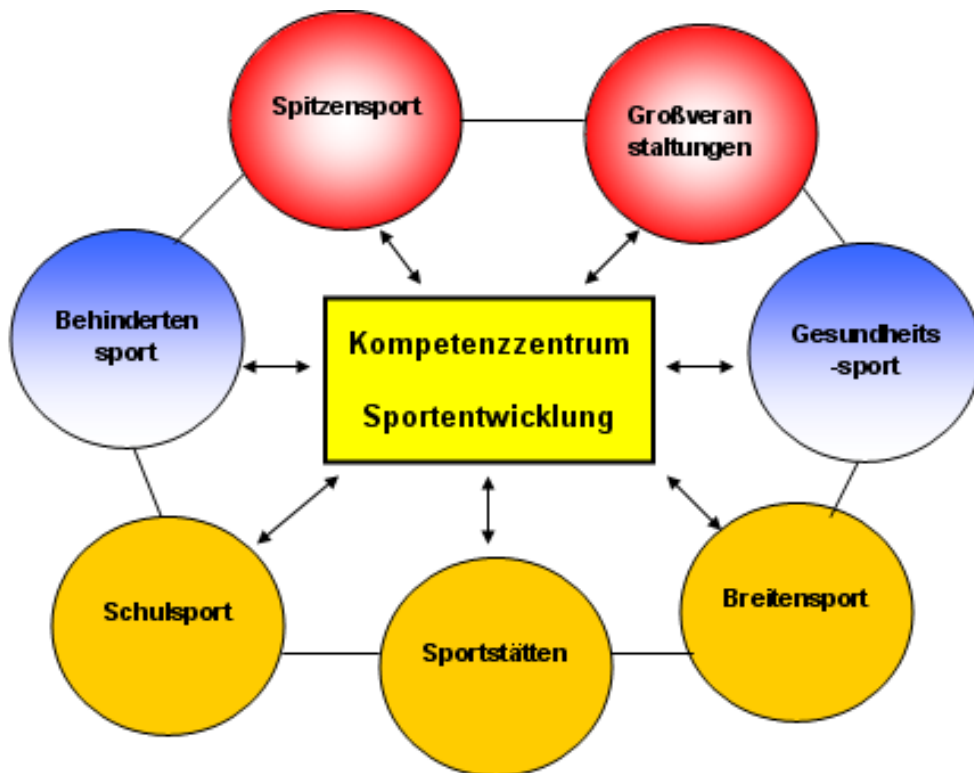 Spitzensport
Großveran
staltungen
Behinderten
sport
Kompetenzzentrum
Sportentwicklung
Gesundheits
-sport
Schulsport
Sportstätten
Breitensport